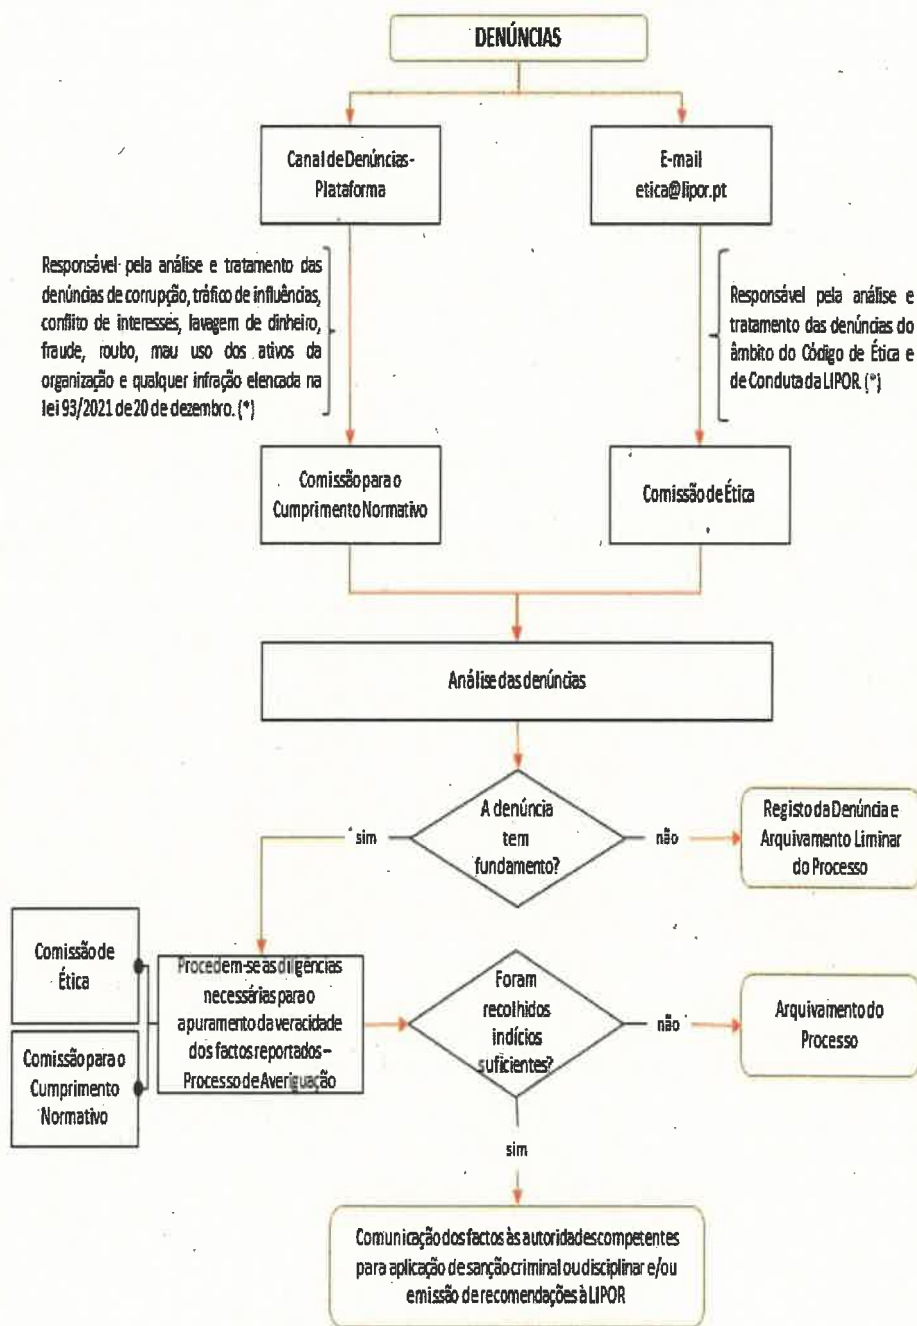 DENÚNCIAS
Canal de Denúncias-
Plataforma
E-mail
etica@lipor.pt
Responsável pela análise e tratamento das
denúncias de corrupção, tráfico de influências,
conflito de interesses, lavagem de dinheiro,
fraude, roubo, mau uso dos ativos da
organização e qualquer infração elencada na
lei 93/2021 de 20 de dezembro. (*)
Responsável pela análise e
tratamento das denúncias do
âmbito do Código de Ética e
de Conduta da LIPOR. (*)
Comissão para o
Cumprimento Normativo
Comissão de Ética
Análise das denúncias
A denúncia
tem
fundamento?
sim
não
Registo da Denúncia e
Arquivamento Liminar
do Processo
Comissão de
Ética
Comissão para o
Cumprimento
Normativo
Procedem-se as diligências
necessárias para o
apuramento da veracidade
dos factos reportados –
Processo de Averiguação
Foram
recolhidos
indícios
suficientes?
não
Arquivamento do
Processo
sim
Comunicação dos factos às autoridades competentes
para aplicação de sanção criminal ou disciplinar e/ou
emissão de recomendações à LIPOR